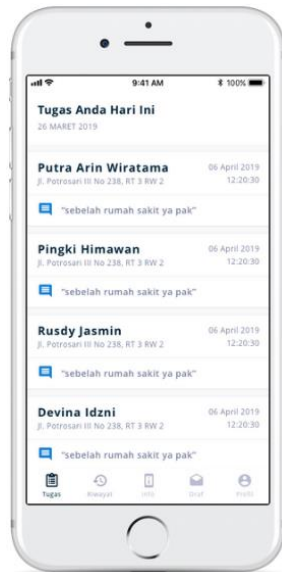 9:41 AM
100%
Tugas Anda Hari Ini
26 MARET 2019
Putra Arin Wiratama
06 April 2019
Jl. Potrosari III No 238, RT 3 RW 2
12:20:30
"sebelah rumah sakit ya pak"
Pingki Himawan
06 April 2019
Jl. Potrosari III No 238, RT 3 RW 2
12:20:30
"sebelah rumah sakit ya pak"
Rusdy Jasmin
06 April 2019
Jl. Potrosari III No 238, RT 3 RW 2
12:20:30
"sebelah rumah sakit ya pak"
Devina Idzni
06 April 2019
Jl. Potrosari III No 238, RT 3 RW 2
12:20:30
"sebelah rumah sakit ya pak"
Tugas Riwayat Info Draf Profil